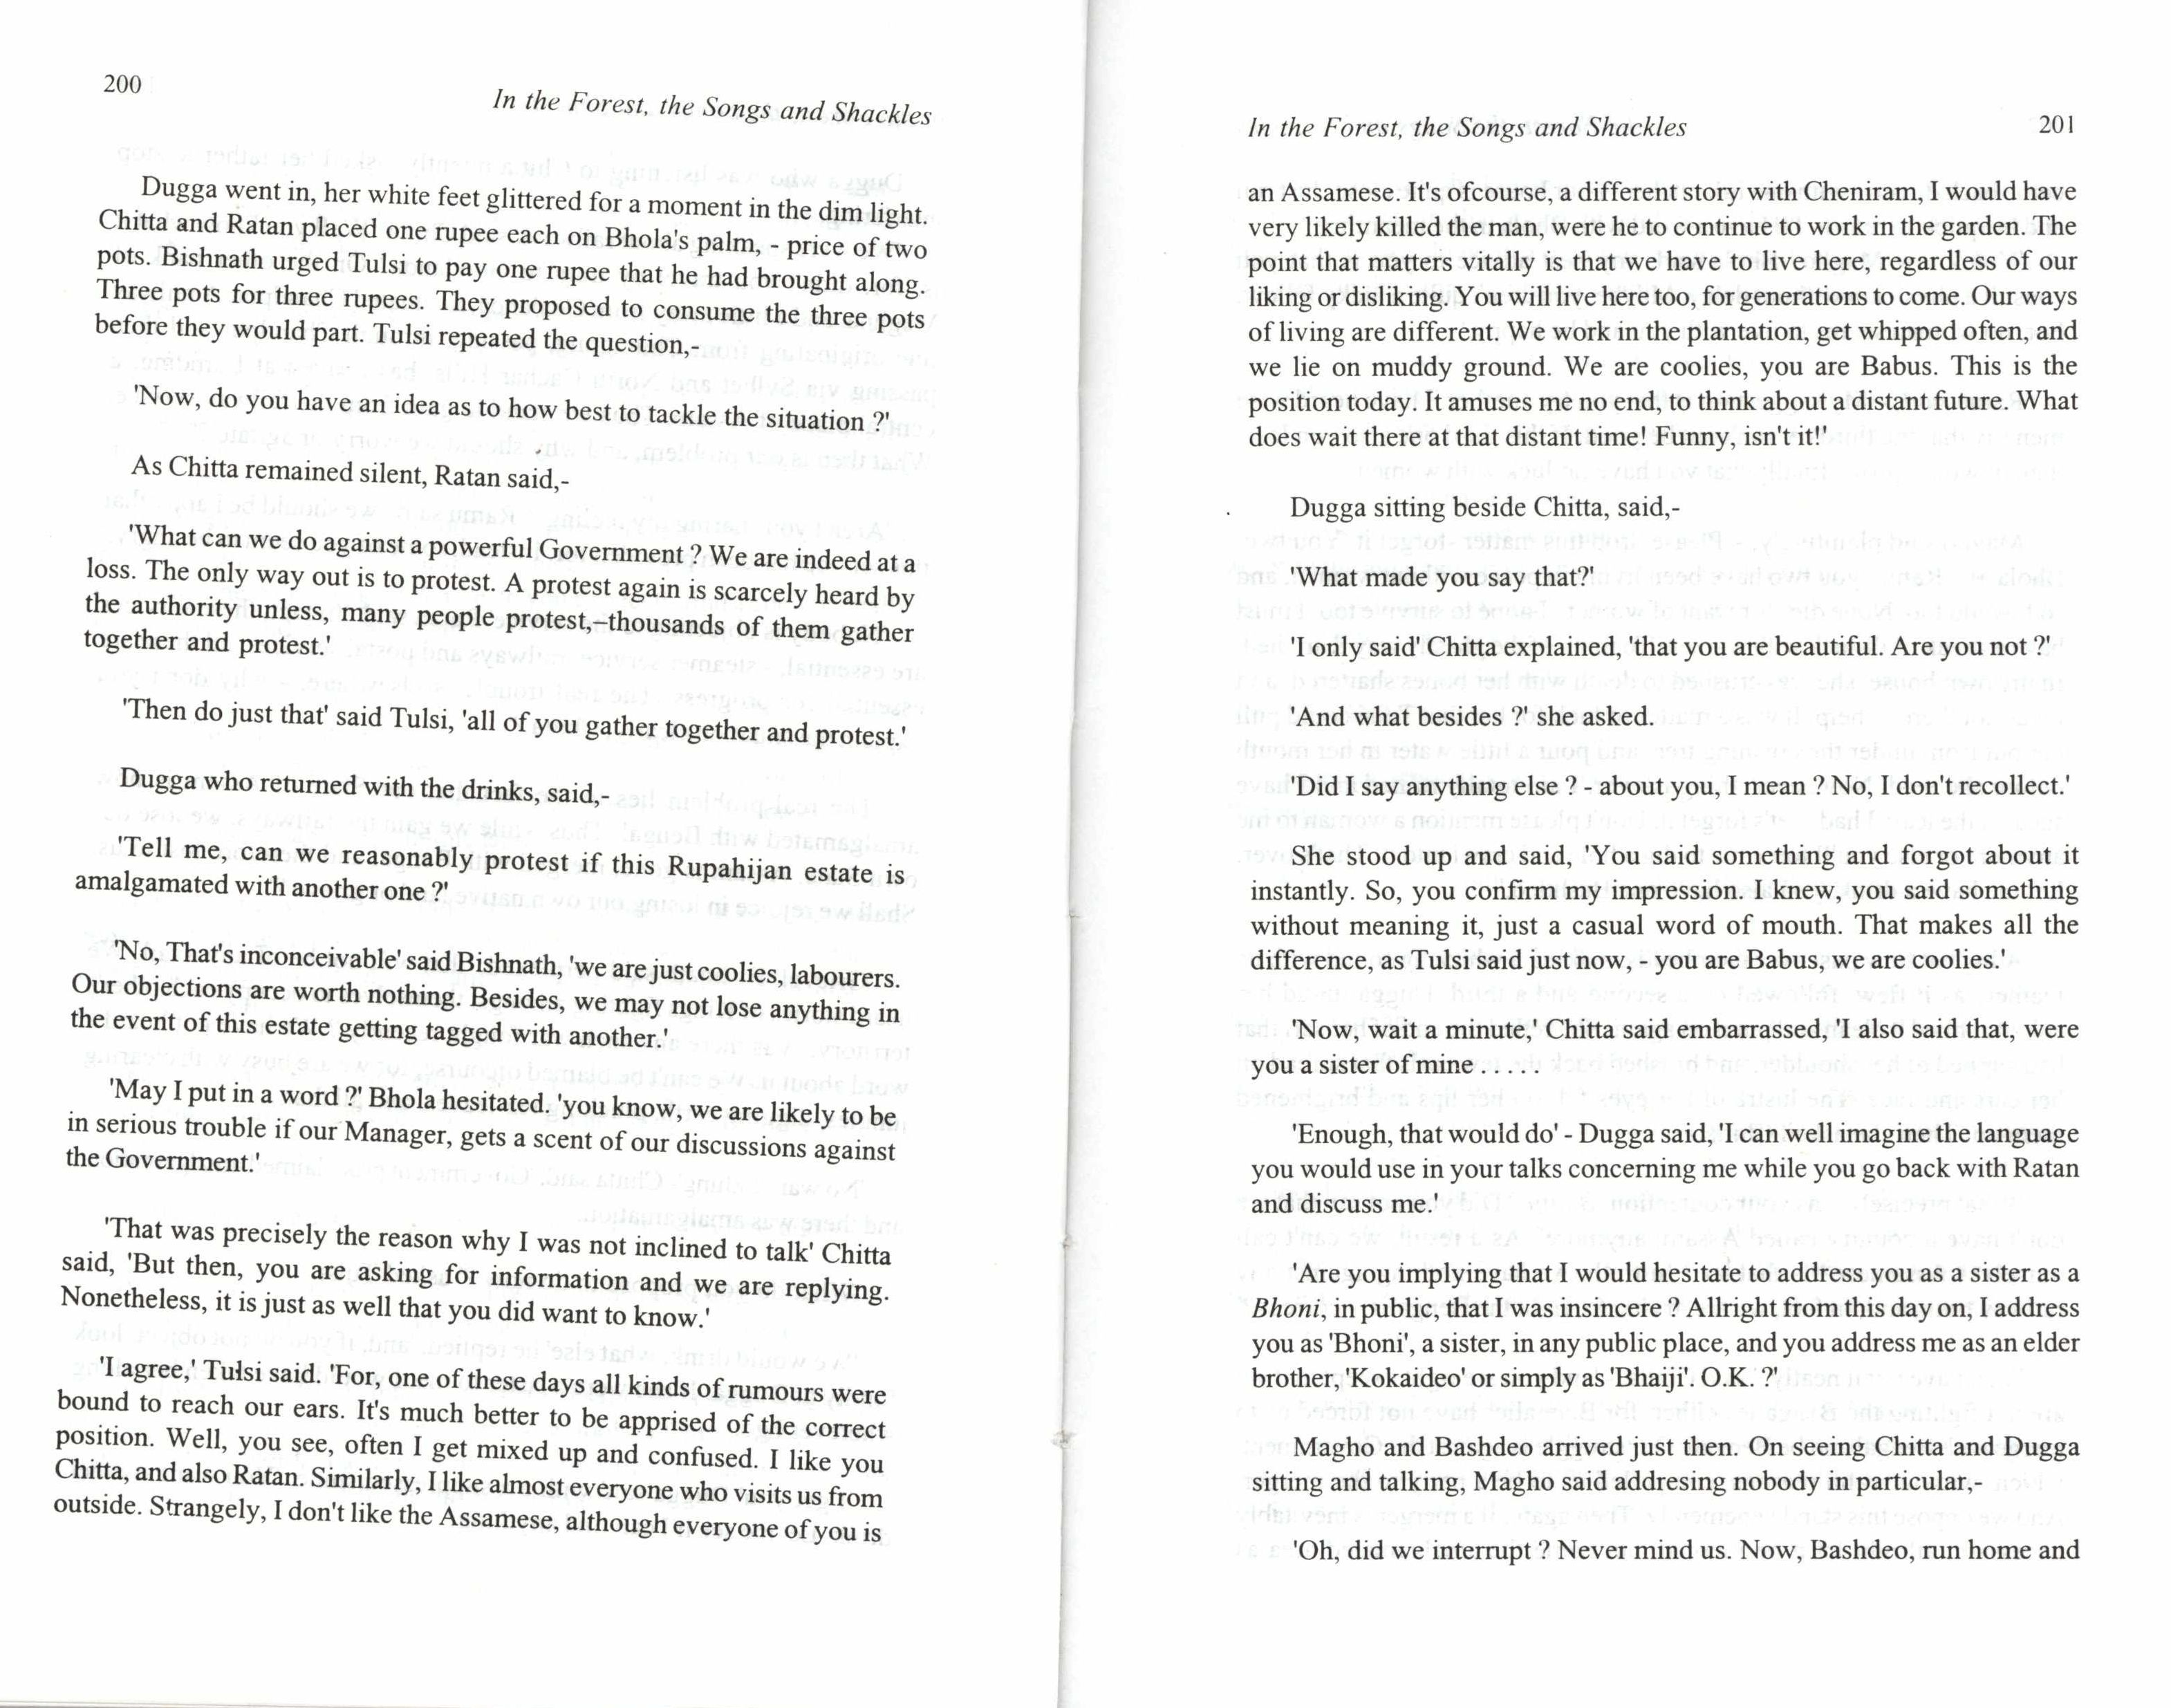 200
In the Forest, the Songs and Shackles
Dugga went in, her white feet glittered for a moment in the dim light.
Chitta and Ratan placed one rupee each on Bhola's palm, - price of two
pots. Bishnath urged Tulsi to pay one rupee that he had brought along.
Three pots for three rupees. They proposed to consume the three pots
before they would part. Tulsi repeated the question,-
'Now, do you have an idea as to how best to tackle the situation ?'
As Chitta remained silent, Ratan said,-
'What can we do against a powerful Government ? We are indeed at a
loss. The only way out is to protest. A protest again is scarcely heard by
the authority unless, many people protest,-thousands of them gather
together and protest.'
'Then do just that' said Tulsi, 'all of you gather together and protest.'
Dugga who returned with the drinks, said,-
'Tell me, can we reasonably protest if this Rupahijan estate is
amalgamated with another one ?'
'No, That's inconceivable' said Bishnath, 'we are just coolies, labourers.
Our objections are worth nothing. Besides, we may not lose anything in
the event of this estate getting tagged with another.'
'May I put in a word ?' Bhola hesitated, 'you know, we are likely to be
in serious trouble if our Manager, gets a scent of our discussions against
the Government.'
'That was precisely the reason why I was not inclined to talk' Chitta
said, 'But then, you are asking for information and we are replying.
Nonetheless, it is just as well that you did want to know.'
'I agree,' Tulsi said. 'For, one of these days all kinds of rumours were
bound to reach our ears. It's much better to be apprised of the correct
position. Well, you see, often I get mixed up and confused. I like you
Chitta, and also Ratan. Similarly, I like almost everyone who visits us from
outside. Strangely, I don't like the Assamese, although everyone of you is
In the Forest, the Songs and Shackles
201
an Assamese. It's ofcourse, a different story with Cheniram, I would have
very likely killed the man, were he to continue to work in the garden. The
point that matters vitally is that we have to live here, regardless of our
liking or disliking. You will live here too, for generations to come. Our ways
of living are different. We work in the plantation, get whipped often, and
we lie on muddy ground. We are coolies, you are Babus. This is the
position today. It amuses me no end, to think about a distant future. What
does wait there at that distant time! Funny, isn't it!'
Dugga sitting beside Chitta, said,-
'What made you say that?'
'I only said' Chitta explained, 'that you are beautiful. Are you not ?'
'And what besides ?' she asked.
'Did I say anything else ? - about you, I mean ? No, I don't recollect.'
She stood up and said, 'You said something and forgot about it
instantly. So, you confirm my impression. I knew, you said something
without meaning it, just a casual word of mouth. That makes all the
difference, as Tulsi said just now, - you are Babus, we are coolies.'
'Now, wait a minute,' Chitta said embarrassed, 'I also said that, were
you a sister of mine . . . . .
'Enough, that would do' - Dugga said, 'I can well imagine the language
you would use in your talks concerning me while you go back with Ratan
and discuss me.'
'Are you implying that I would hesitate to address you as a sister as a
Bhoni, in public, that I was insincere ? Allright from this day on, I address
you as 'Bhoni', a sister, in any public place, and you address me as an elder
brother, 'Kokaideo' or simply as 'Bhaiji'. O.K. ?'
Magho and Bashdeo arrived just then. On seeing Chitta and Dugga
sitting and talking, Magho said addresing nobody in particular,-
'Oh, did we interrupt ? Never mind us. Now, Bashdeo, run home and